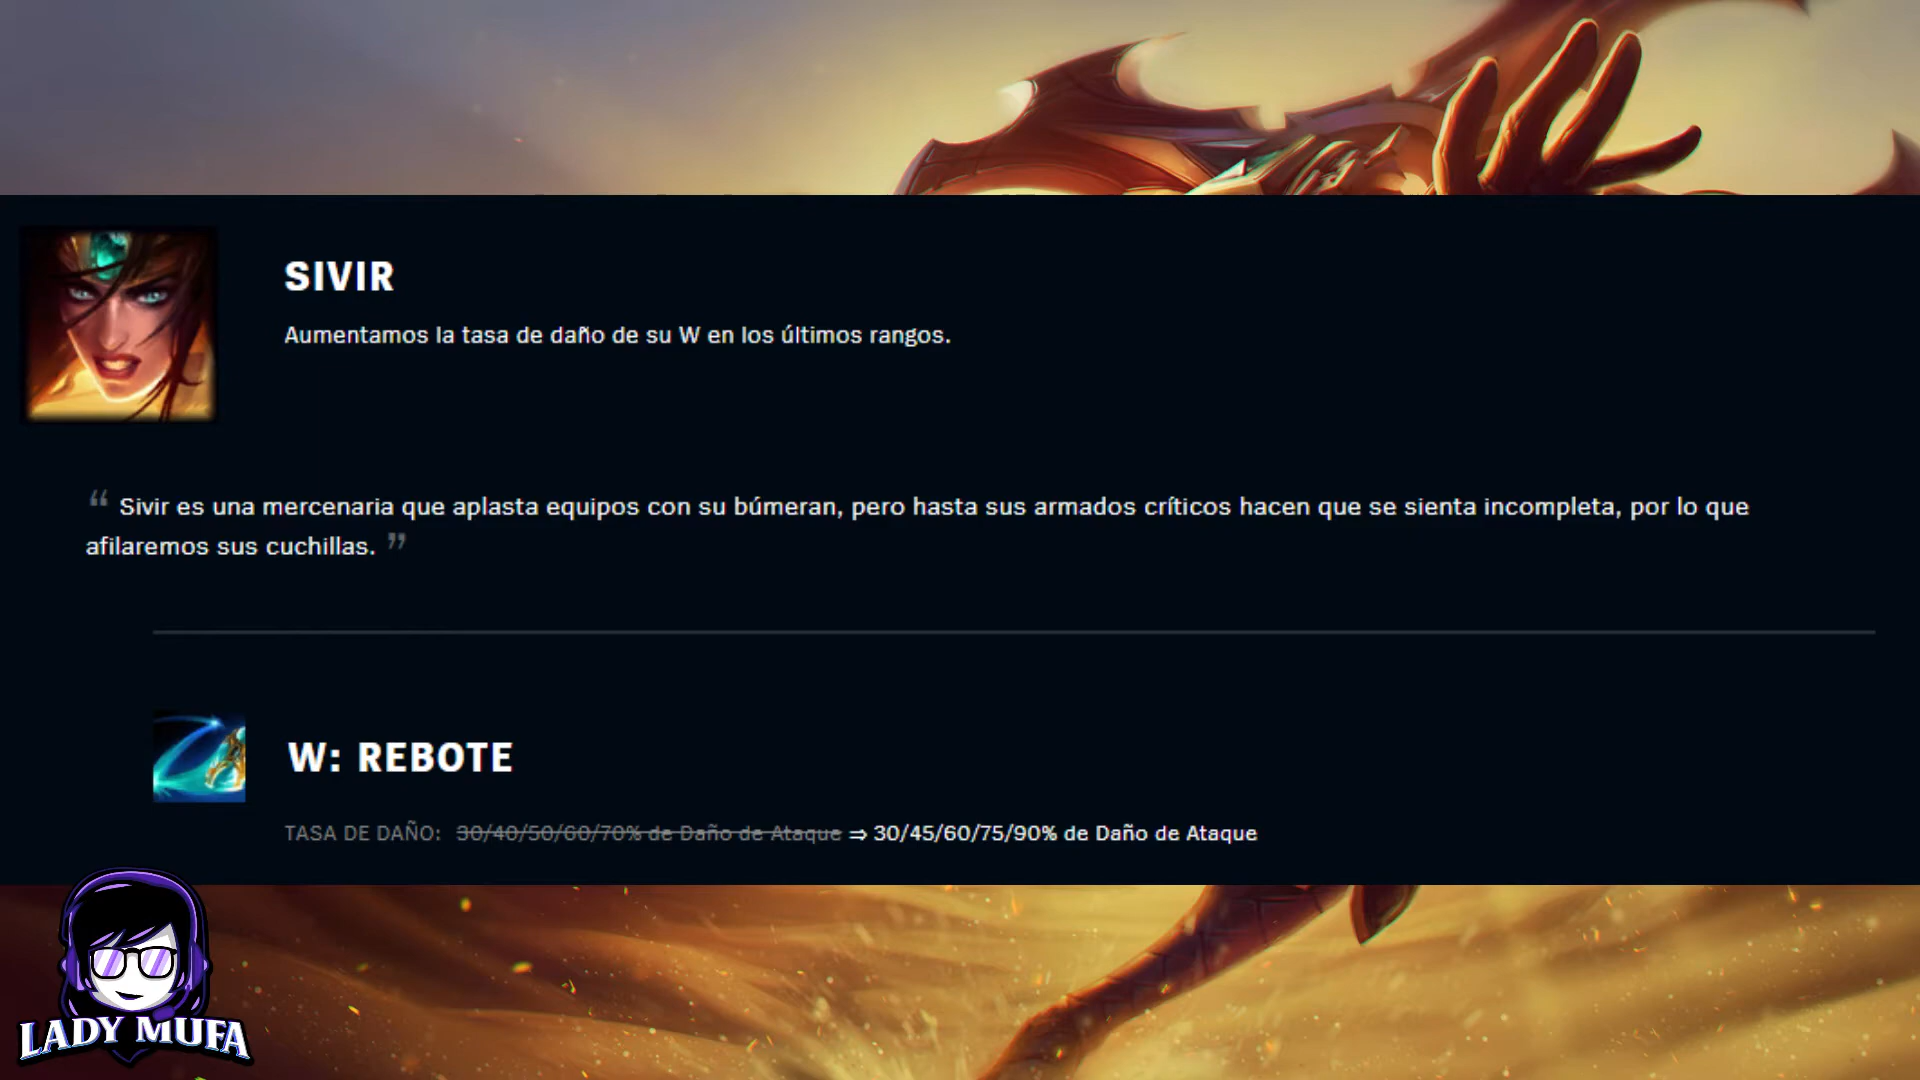 SIVIR
Aumentamos la tasa de daño de su W en los últimos rangos.
“ Sivir es una mercenaria que aplasta equipos con su búmeran, pero hasta sus armados críticos hacen que se sienta incompleta, por lo que
afilaremos sus cuchillas. ”
W: REBOTE
TASA DE DAÑO: 30/40/50/60/70% de Daño de Ataque ⇒ 30/45/60/75/90% de Daño de Ataque
LADY MUFA